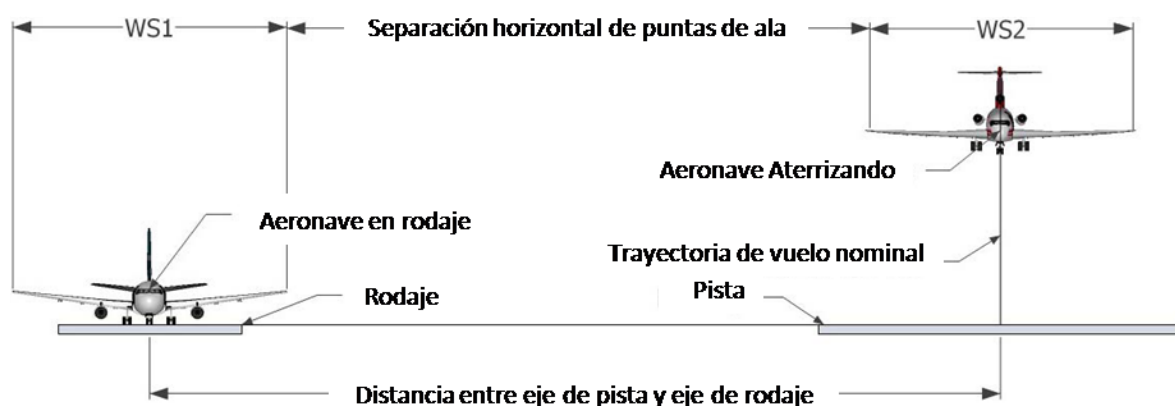 WS1
Separación horizontal de puntas de ala
WS2
Aeronave Aterrizando
Aeronave en rodaje
Trayectoria de vuelo nominal
Rodaje
Pista
Distancia entre eje de pista y eje de rodaje